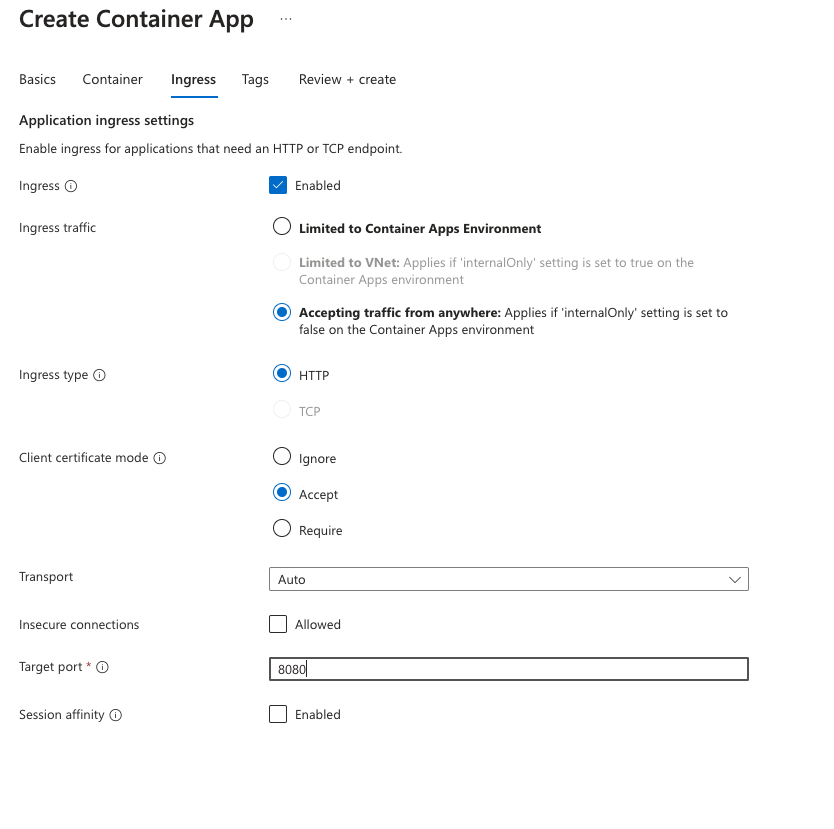 Create Container App ...
Basics Container Ingress Tags Review + create
Application ingress settings
Enable ingress for applications that need an HTTP or TCP endpoint.
Ingress Enabled
Ingress traffic Limited to Container Apps Environment
Limited to VNet: Applies if 'internalOnly' setting is set to true on the
Container Apps environment
Accepting traffic from anywhere: Applies if 'internalOnly' setting is set to
false on the Container Apps environment
Ingress type HTTP
TCP
Client certificate mode Ignore
Accept
Require
Transport Auto
Insecure connections Allowed
Target port * 8080
Session affinity Enabled